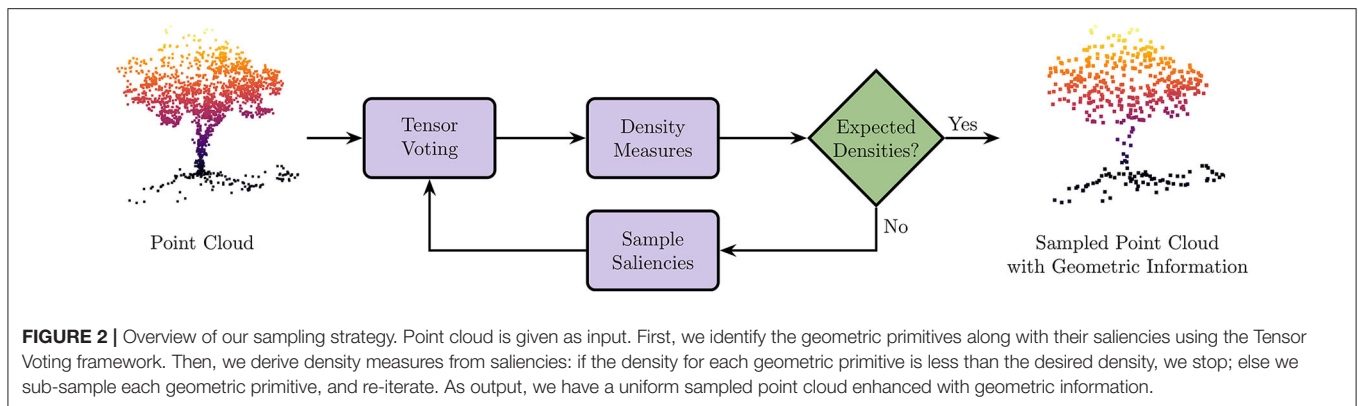 Point Cloud
Tensor
Voting
Density
Measures
Expected
Densities?
Yes
No
Sample
Saliencies
Sampled Point Cloud
with Geometric Information
FIGURE 2 | Overview of our sampling strategy. Point cloud is given as input. First, we identify the geometric primitives along with their saliencies using the Tensor
Voting framework. Then, we derive density measures from saliencies: if the density for each geometric primitive is less than the desired density, we stop; else we
sub-sample each geometric primitive, and re-iterate. As output, we have a uniform sampled point cloud enhanced with geometric information.